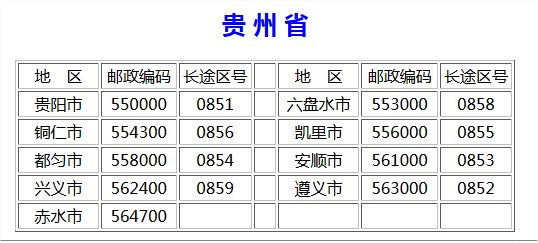 贵州省
地 区 邮政编码 长途区号 地 区 邮政编码 长途区号
贵阳市 550000 0851 六盘水市 553000 0858
铜仁市 554300 0856 凯里市 556000 0855
都匀市 558000 0854 安顺市 561000 0853
兴义市 562400 0859 遵义市 563000 0852
赤水市 564700